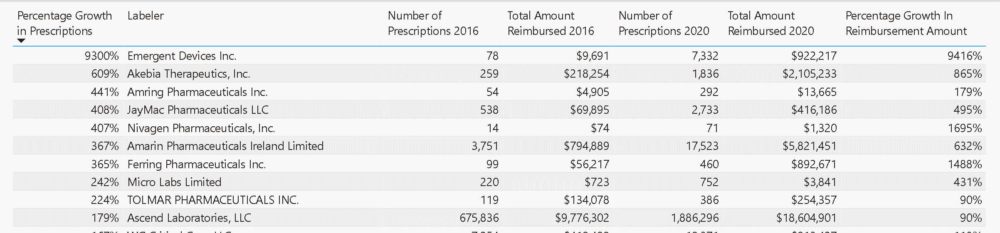 Percentage Growth in Prescriptions Labeler Number of Prescriptions 2016 Total Amount Reimbursed 2016 Number of Prescriptions 2020 Total Amount Reimbursed 2020 Percentage Growth In Reimbursement Amount
9300% Emergent Devices Inc. 78 $9,691 7,332 $922,217 9416%
609% Akebia Therapeutics, Inc. 259 $218,254 1,836 $2,105,233 865%
441% Amring Pharmaceuticals Inc. 54 $4,905 292 $13,665 179%
408% JayMac Pharmaceuticals LLC 538 $69,895 2,733 $416,186 495%
407% Nivagen Pharmaceuticals, Inc. 14 $74 71 $1,320 1695%
367% Amarin Pharmaceuticals Ireland Limited 3,751 $794,889 17,523 $5,821,451 632%
365% Ferring Pharmaceuticals Inc. 99 $56,217 460 $892,671 1488%
242% Micro Labs Limited 220 $723 752 $3,841 431%
224% TOLMAR PHARMACEUTICALS INC. 119 $134,078 386 $254,357 90%
179% Ascend Laboratories, LLC 675,836 $9,776,302 1,886,296 $18,604,901 90%